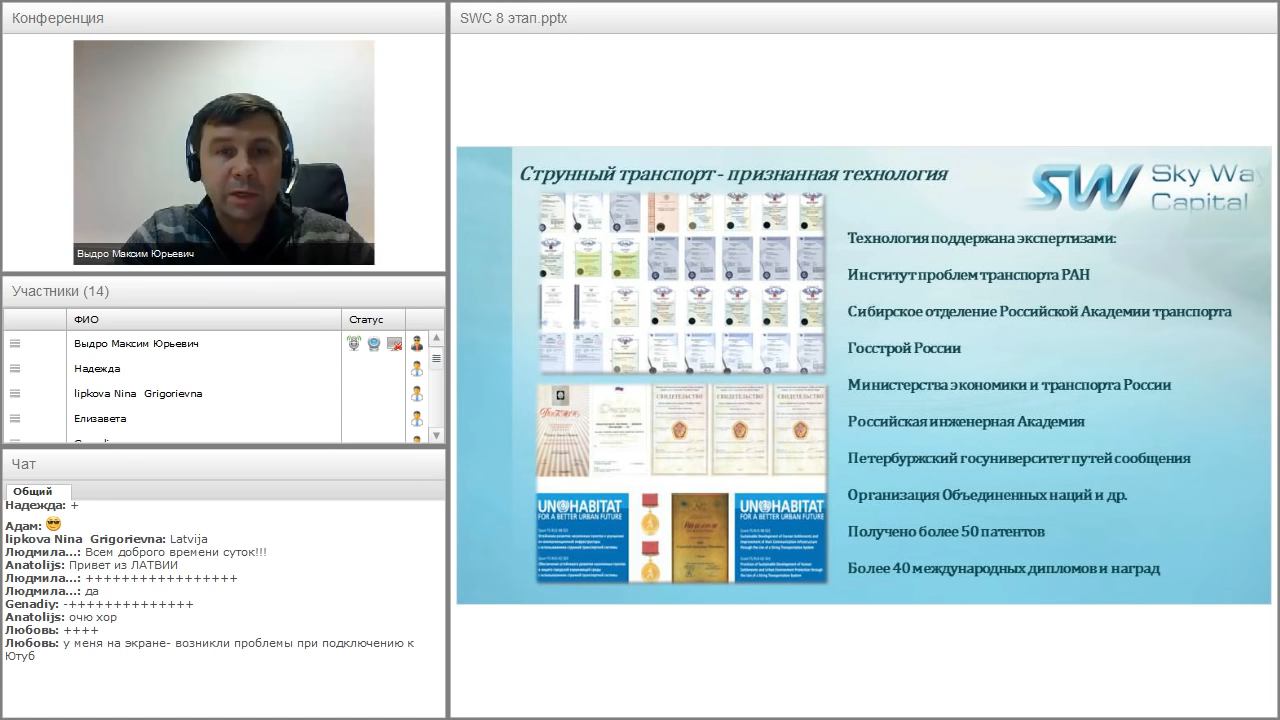 Конференция
Выдро Максим Юрьевич
Участники (14)
ФИО
Статус
Выдро Максим Юрьевич
Надежда
lipkova Nina Grigorievna
Елизавета
Чат
Общий
Надежда: +
Адам:
lipkova Nina Grigorievna: Latvija
Людмила...: Всем доброго времени суток!!!
Anatolijs: привет из ЛАТВИИ
Людмила...: +++++++++++++++++
Людмила...: да
Genadiy: -++++++++++++++
Anatolijs: очю хор
Любовь: ++++
Любовь: у меня на экране- возникли проблемы при подключению к
Ютуб
SWC 8 этап.pptx
Струнный транспорт - признанная технология
SW Sky Way
Capital
Технология поддержана экспертизами:
Институт проблем транспорта РАН
Сибирское отделение Российской Академии транспорта
Госстрой России
Министерства экономики и транспорта России
Российская инженерная Академия
Петербуржский госуниверситет путей сообщения
Организация Объединенных наций и др.
Получено более 50 патентов
Более 40 международных дипломов и наград
СВИДЕТЕЛЬСТВО
СВИДЕТЕЛЬСТВО
СВИДЕТЕЛЬСТВО
UN HABITAT
FOR A BETTER URBAN FUTURE
UN HABITAT
FOR A BETTER URBAN FUTURE